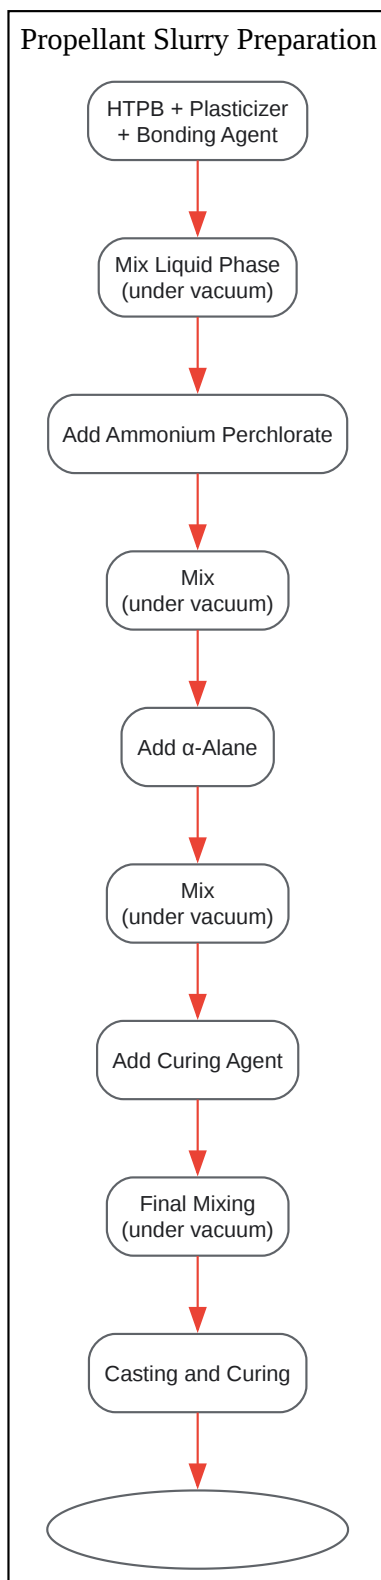 Propellant Slurry Preparation
HTPB + Plasticizer
+ Bonding Agent
Mix Liquid Phase
(under vacuum)
Add Ammonium Perchlorate
Mix
(under vacuum)
Add α-Alane
Mix
(under vacuum)
Add Curing Agent
Final Mixing
(under vacuum)
Casting and Curing